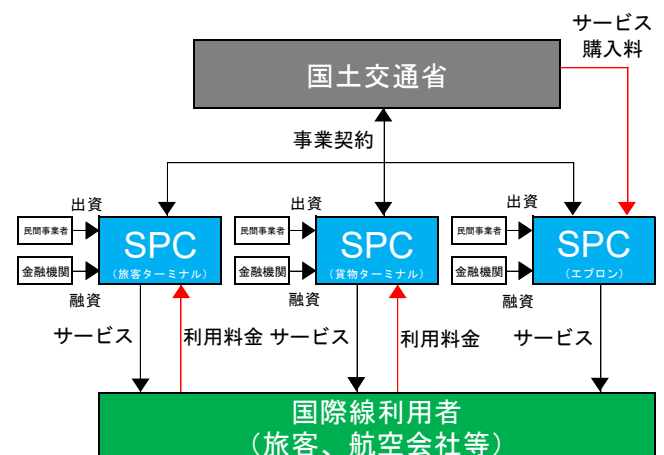 サービス
購入料
国土交通省
事業契約
出資
出資
出資
民間事業者
SPC
(旅客ターミナル)
民間事業者
SPC
(貨物ターミナル)
民間事業者
SPC
(エプロン)
金融機関
金融機関
金融機関
融資
融資
融資
サービス
利用料金
サービス
利用料金
サービス
国際線利用者
(旅客、航空会社等)